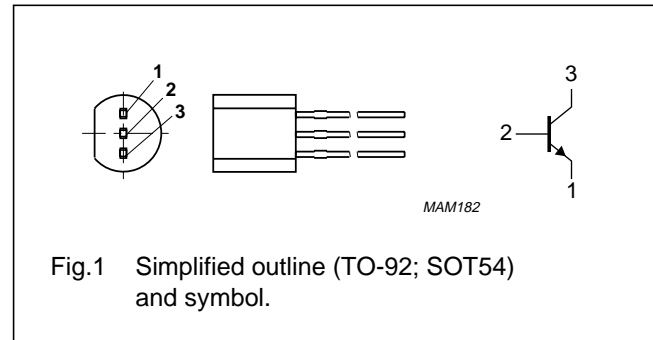 1
2
3
3
2
1
MAM182
Fig.1 Simplified outline (TO-92; SOT54)
and symbol.